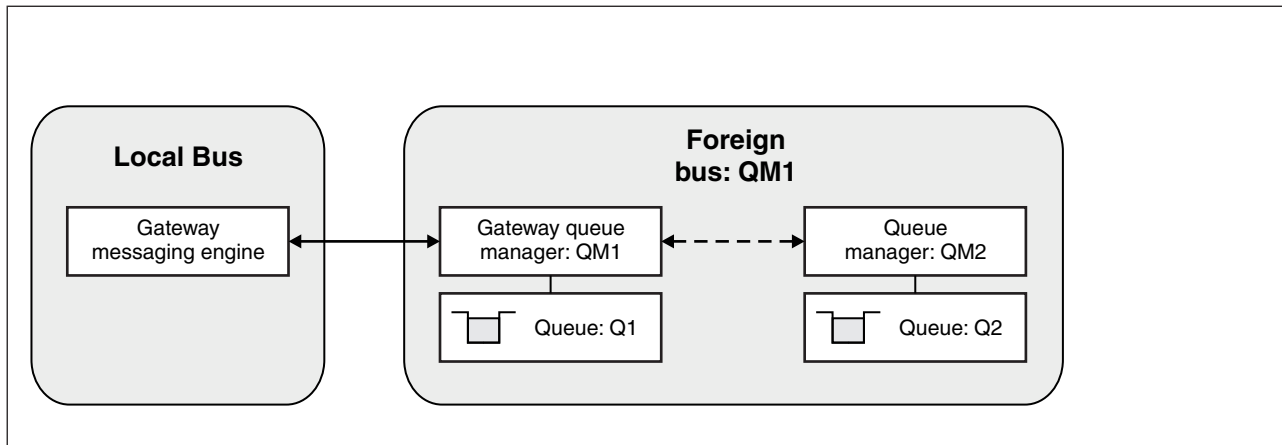 Local Bus
Gateway
messaging engine
Foreign
bus: QM1
Gateway queue
manager: QM1
Queue: Q1
Queue
manager: QM2
Queue: Q2